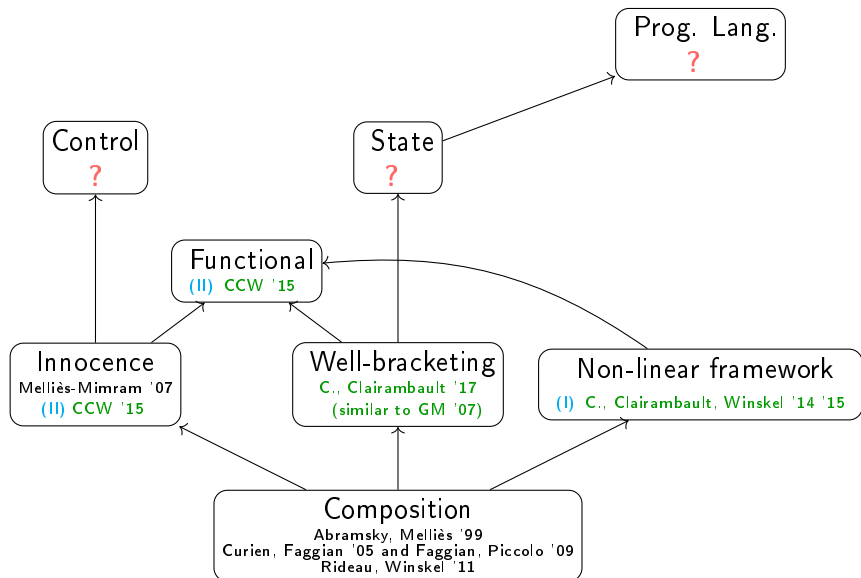 Prog. Lang.
?
Control
?
State
?
Functional
(II) CCW '15
Innocence
Melliès-Mimram '07
(II) CCW '15
Well-bracketing
C., Clairambault '17
(similar to GM '07)
Non-linear framework
(I) C., Clairambault, Winskel '14 '15
Composition
Abramsky, Melliès '99
Curien, Faggian '05 and Faggian, Piccolo '09
Rideau, Winskel '11